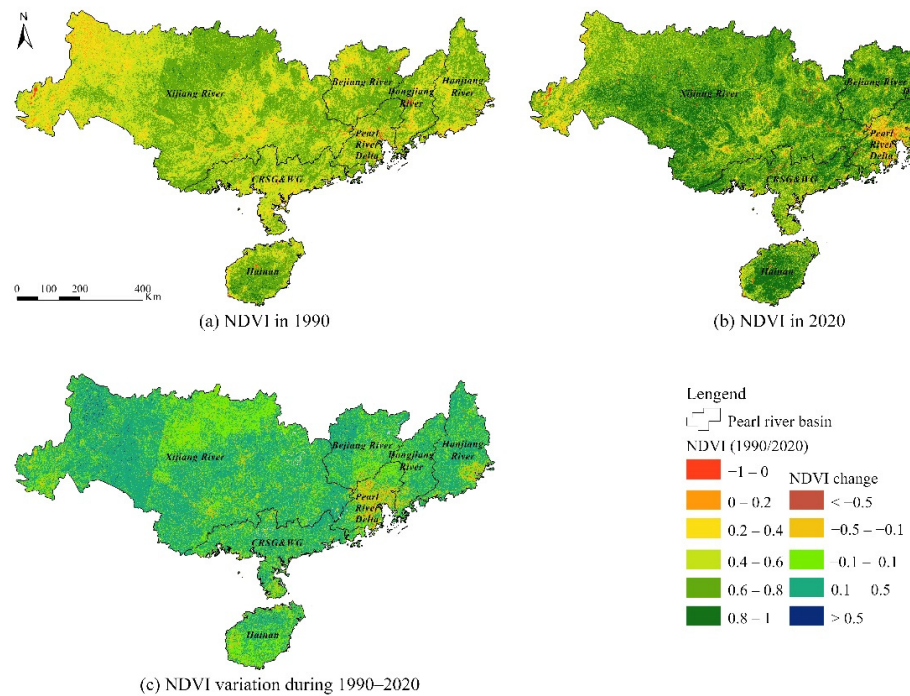 N
Xijiang River
Bejiang River
Dongjiang
River
Hanjiang
River
Pearl
River
Delta
CRSG&WG
Hainan
0 100 200 400
Km
(a) NDVI in 1990
Xijiang River
Bejiang River
Pearl
River
Delta
CRSG&WG
Hainan
(b) NDVI in 2020
Xijiang River
Bejiang River
Dongjiang
River
Hanjiang
River
Pearl
River
Delta
CRSG&WG
Hainan
(c) NDVI variation during 1990–2020
Lengend
Pearl river basin
NDVI (1990/2020)
−1 – 0
0 – 0.2
0.2 – 0.4
0.4 – 0.6
0.6 – 0.8
0.8 – 1
NDVI change
< −0.5
−0.5 – −0.1
−0.1 – 0.1
0.1 0.5
> 0.5